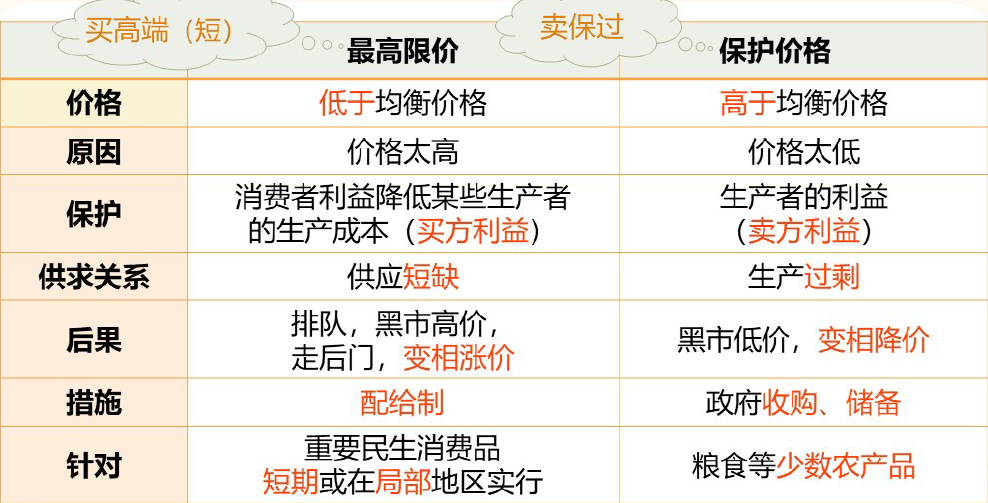 买高端（短）
卖保过
最高限价
保护价格
价格
低于均衡价格
高于均衡价格
原因
价格太高
价格太低
保护
消费者利益降低某些生产者
的生产成本（买方利益）
生产者的利益
（卖方利益）
供求关系
供应短缺
生产过剩
后果
排队，黑市高价，
走后门，变相涨价
黑市低价，变相降价
措施
配给制
政府收购、储备
针对
重要民生消费品
短期或在局部地区实行
粮食等少数农产品